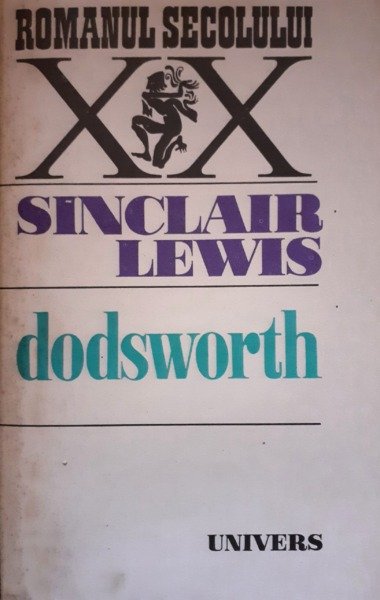 ROMANUL SECOLULUI
XX
SINCLAIR
LEWIS
dodsworth
UNIVERS